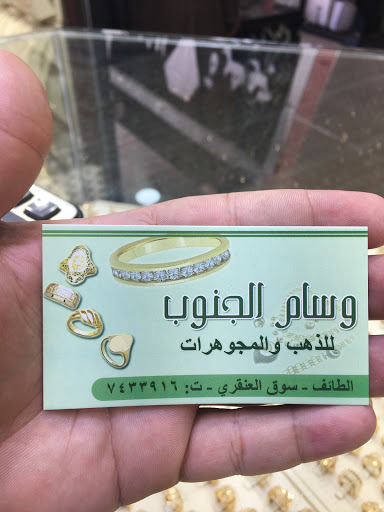 وسام الجنوب
للذهب والمجوهرات
الطائف - سوق العنقري - ت: ٧٤٣٣٩١٦